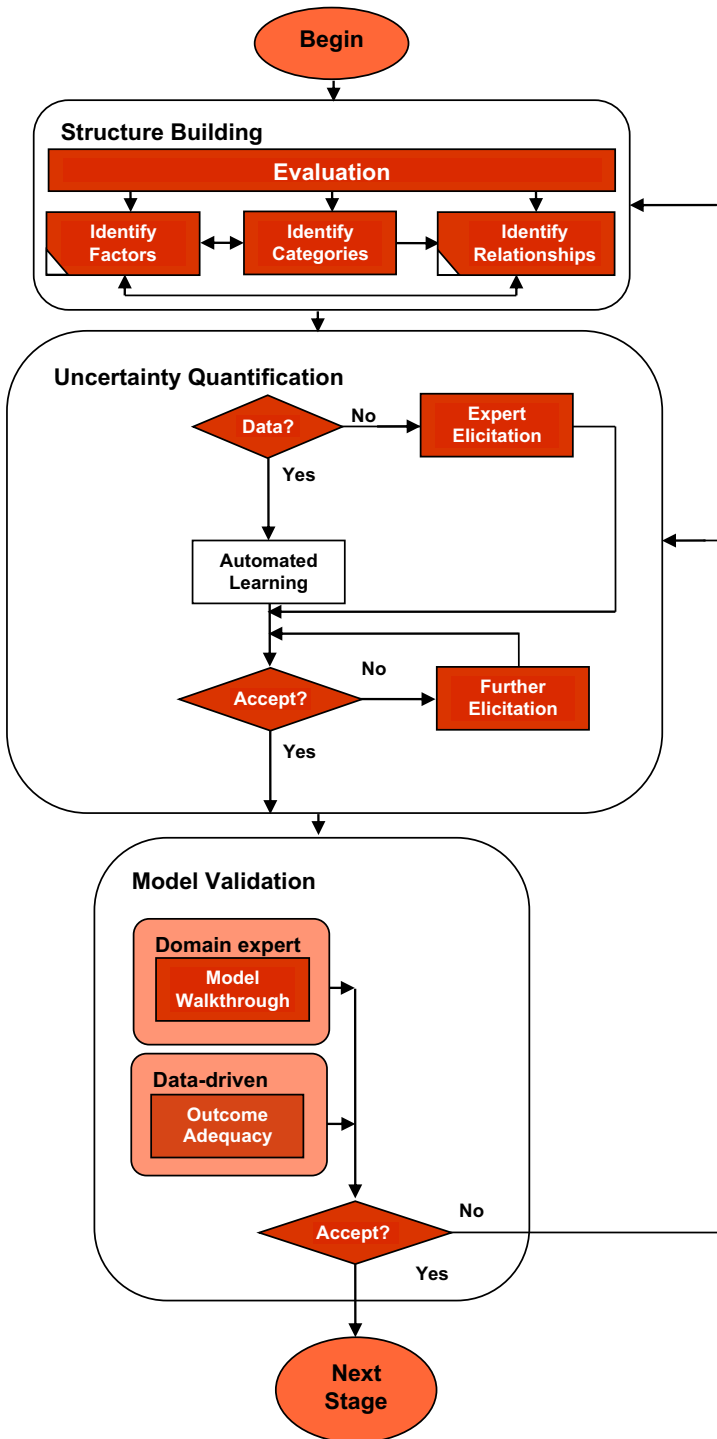 Begin
Structure Building
Evaluation
Identify
Factors
Identify
Categories
Identify
Relationships
Uncertainty Quantification
Data?
No
Expert
Elicitation
Yes
Automated
Learning
Accept?
No
Further
Elicitation
Yes
Model Validation
Domain expert
Model
Walkthrough
Data-driven
Outcome
Adequacy
Accept?
No
Yes
Next
Stage